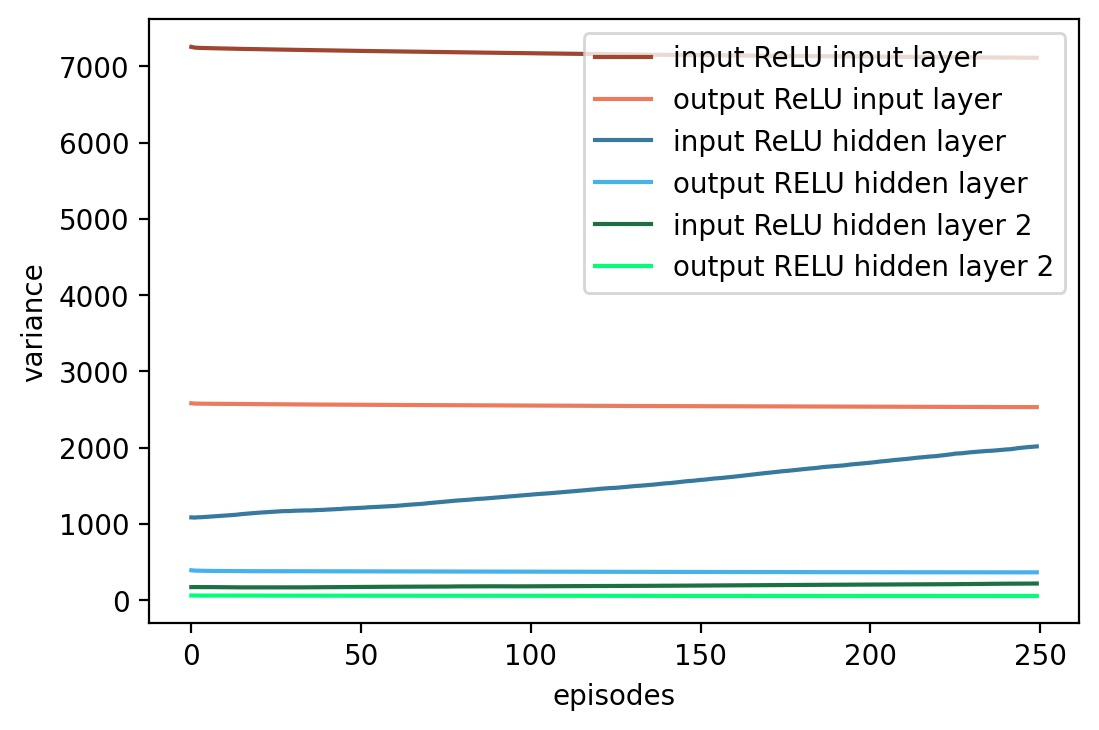 7000
6000
5000
4000
3000
2000
1000
0
variance
0 50 100 150 200 250
episodes
input ReLU input layer
output ReLU input layer
input ReLU hidden layer
output RELU hidden layer
input ReLU hidden layer 2
output RELU hidden layer 2